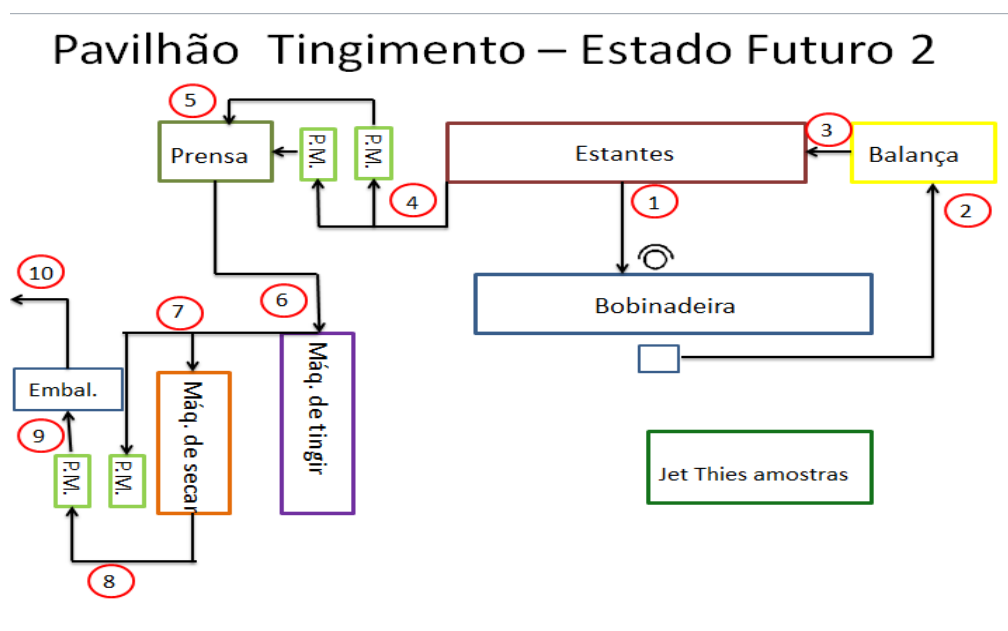 Pavilhão Tingimento – Estado Futuro 2
5
Prensa
P.M.
P.M.
4
Estantes
3
Balança
1
2
10
6
7
Bobinadeira
Embal.
9
P.M.
P.M.
Máq. de secar
Máq. de tingir
Jet Thies amostras
8